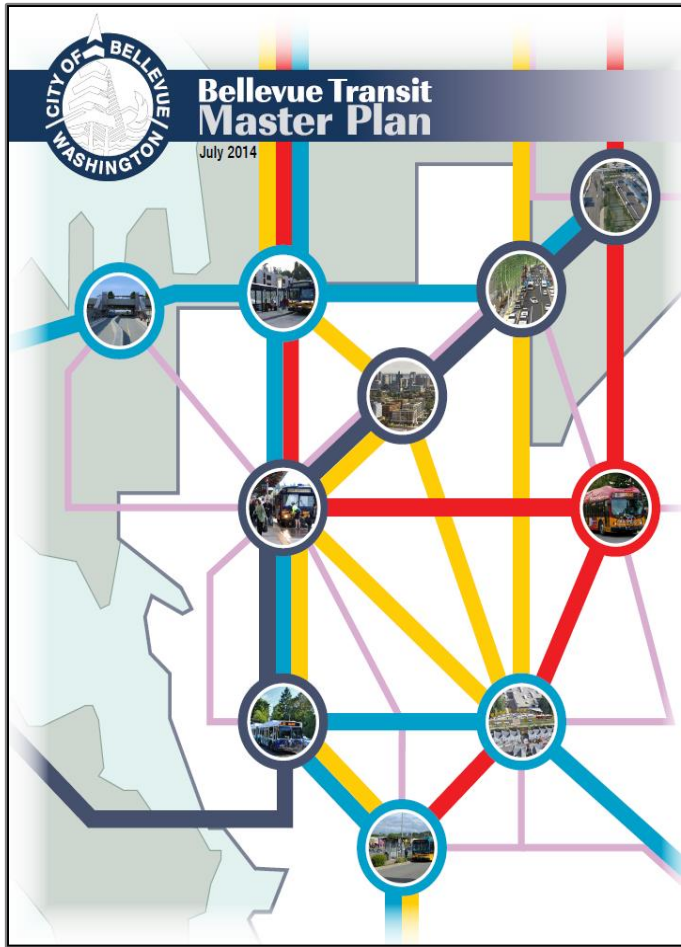 CITY OF BELLEVUE
WASHINGTON
Bellevue Transit
Master Plan
July 2014